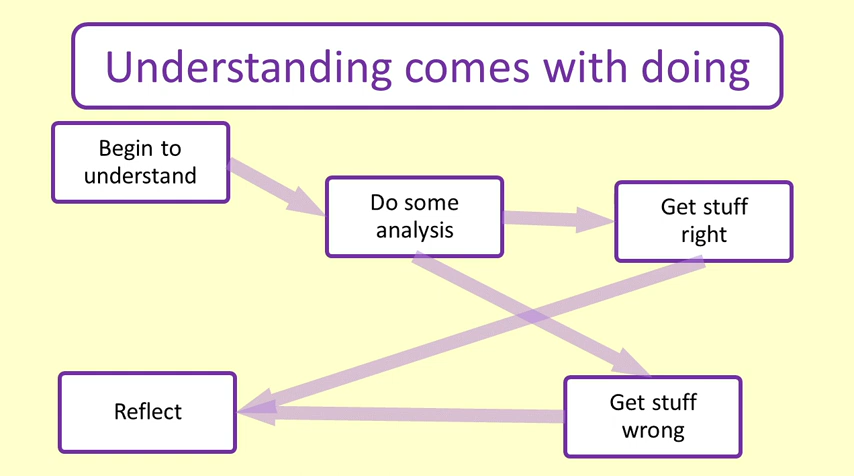 Understanding comes with doing
Begin to
understand
Do some
analysis
Get stuff
right
Reflect
Get stuff
wrong